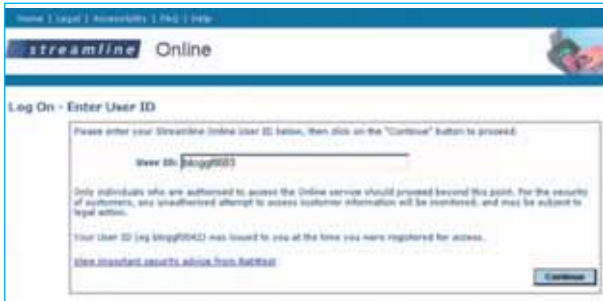 Home | Legal | Accessibility | FAQ | Help
streamline Online
Log On - Enter User ID
Please enter your Streamline Online user ID below, then click on the "Continue" button to proceed.
User ID:
Only individuals who are authorised to access the Online service should proceed beyond this point. For the security
of customers, any unauthorised attempt to access customer information will be monitored, and may be subject to
legal action.
Your User ID (eg bloggf0042) was issued to you at the time you were registered for access.
View important security advice from NatWest
Continue